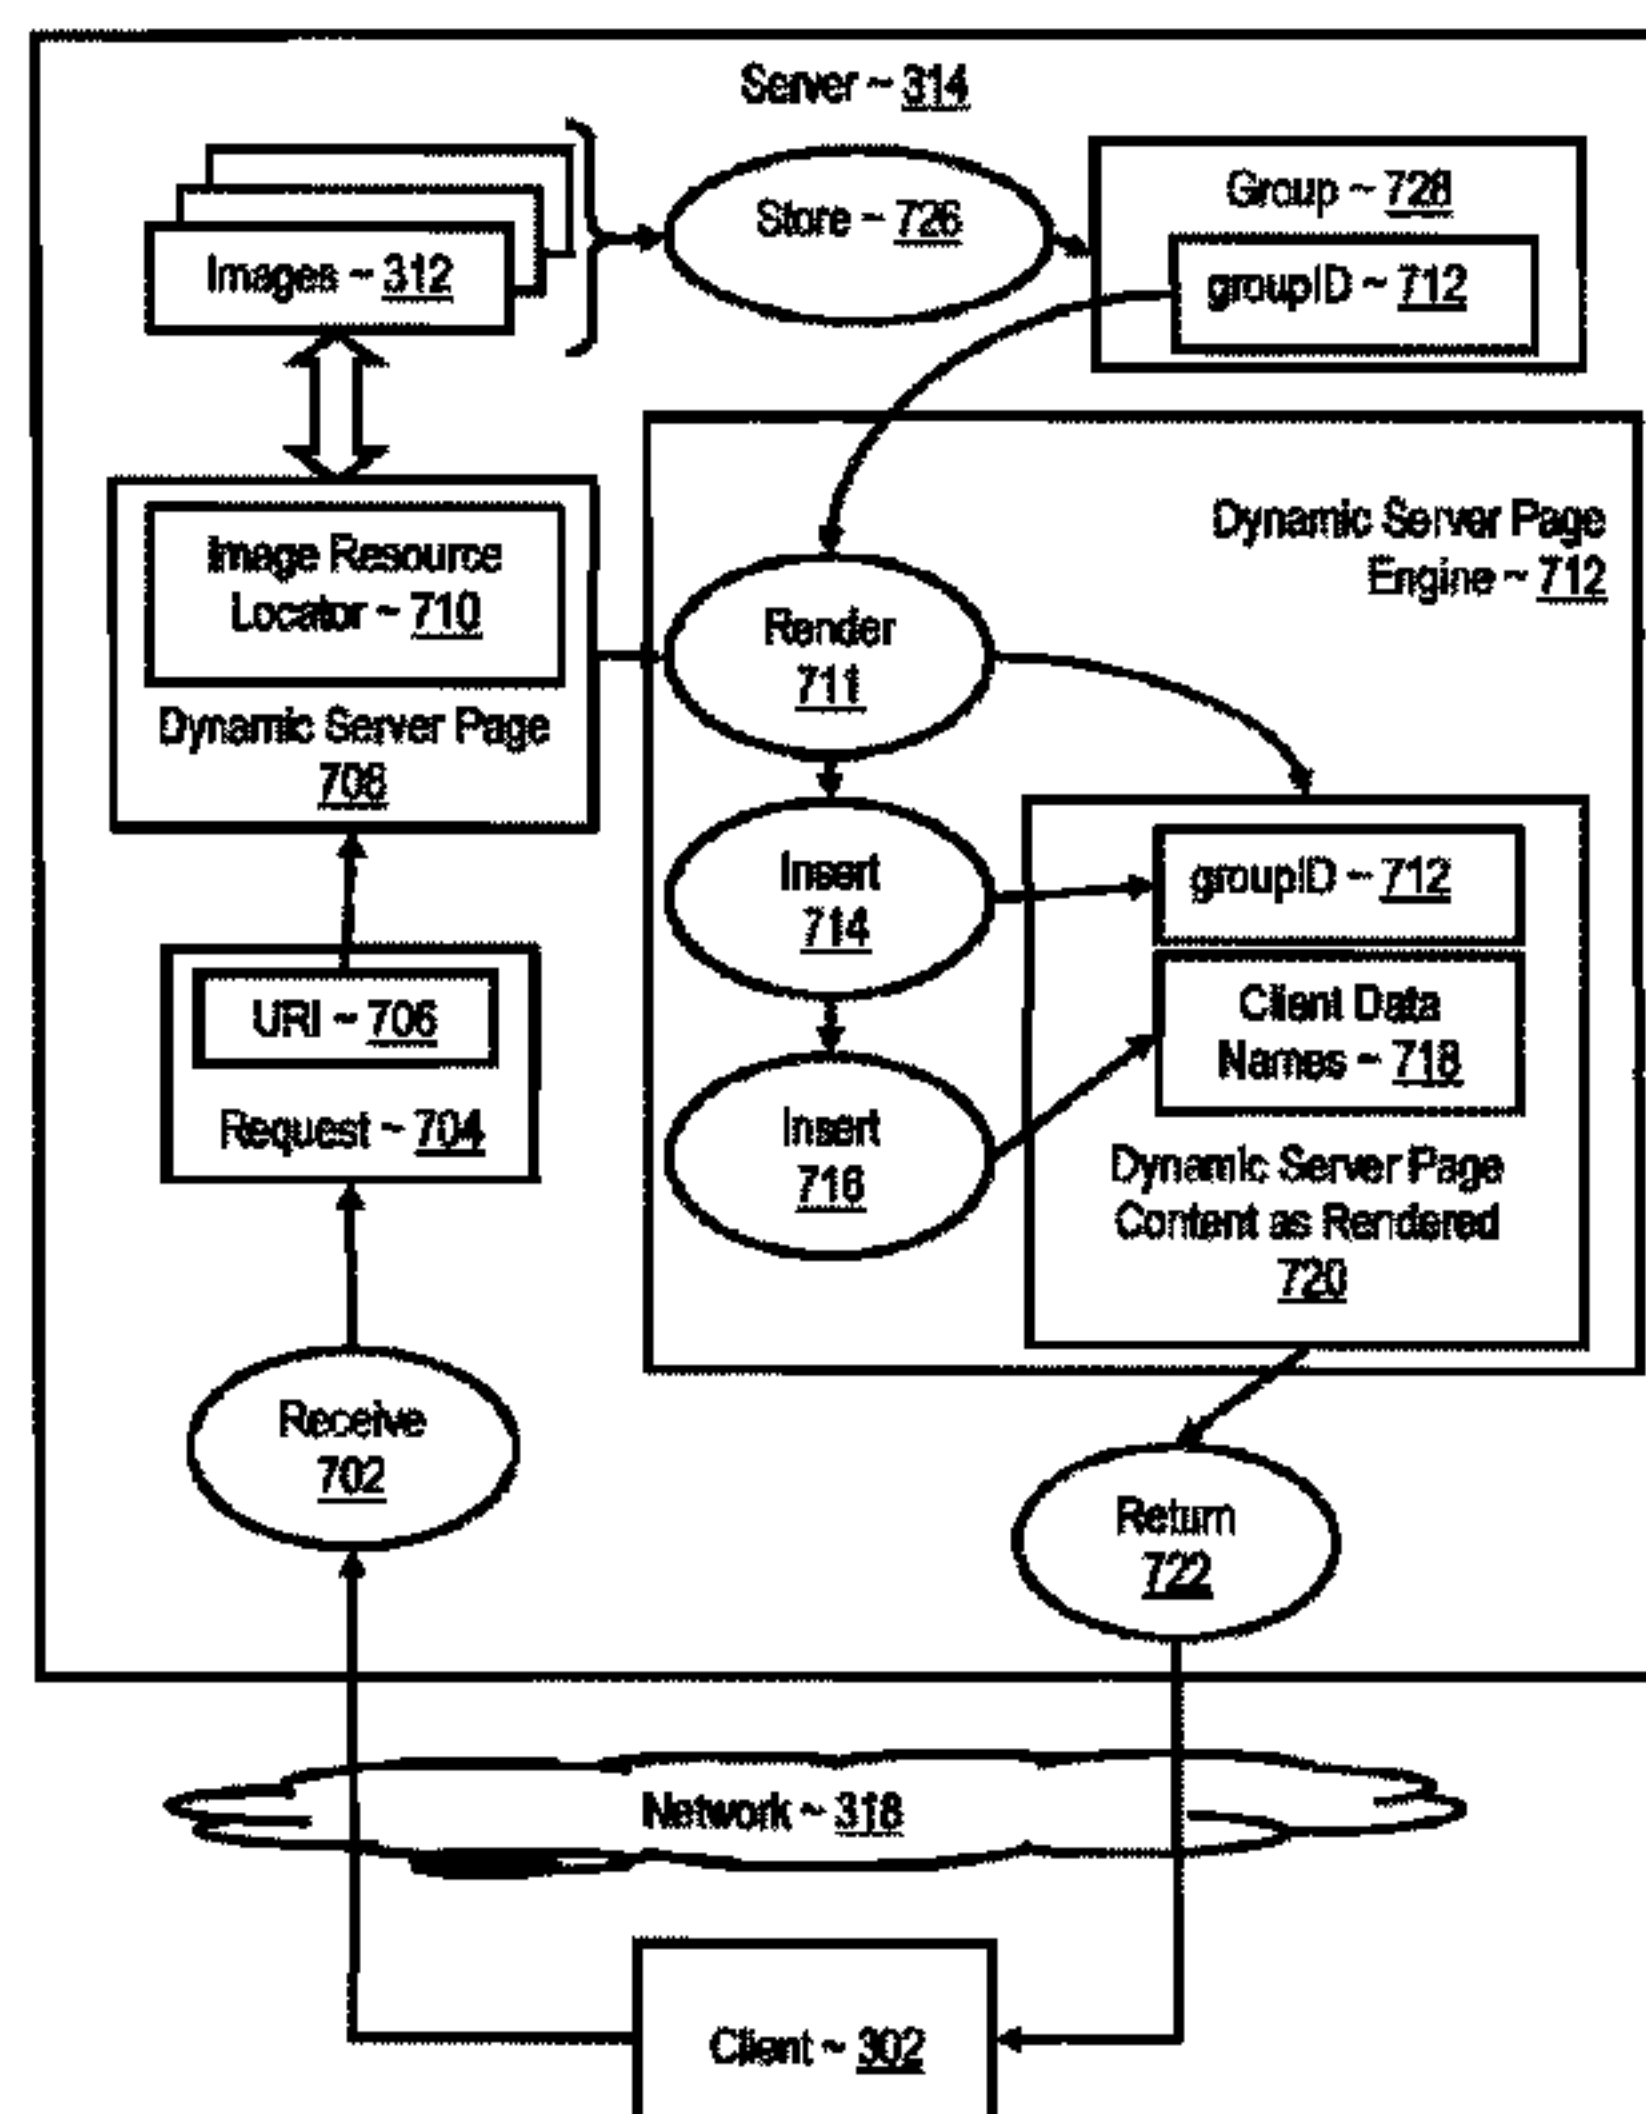 Server ~ 314
Images ~ 312
Store ~ 726
Group ~ 728
groupID ~ 712
Image Resource
Locator ~ 710
Dynamic Server Page
708
Dynamic Server Page
Engine ~ 712
Render
711
Insert
714
groupID ~ 712
Client Data
Names ~ 718
URI ~ 706
Request ~ 704
Insert
716
Dynamic Server Page
Content as Rendered
720
Receive
702
Return
722
Network ~ 318
Client ~ 302